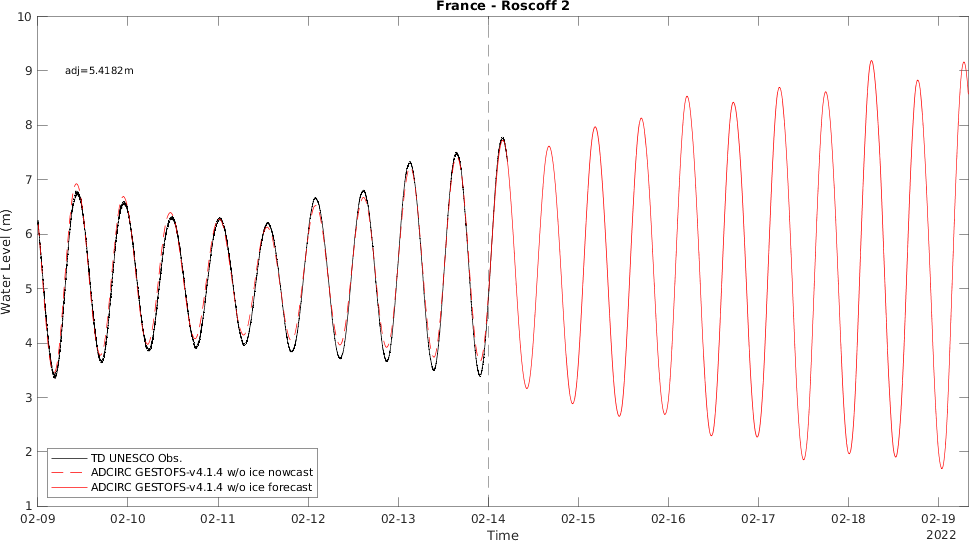 France - Roscoff 2
10
9
8
7
6
5
4
3
2
1
Water Level (m)
adj=5.4182m
TD UNESCO Obs.
ADCIRC GESTOFS-v4.1.4 w/o ice nowcast
ADCIRC GESTOFS-v4.1.4 w/o ice forecast
02-09 02-10 02-11 02-12 02-13 02-14 02-15 02-16 02-17 02-18 02-19
Time
2022